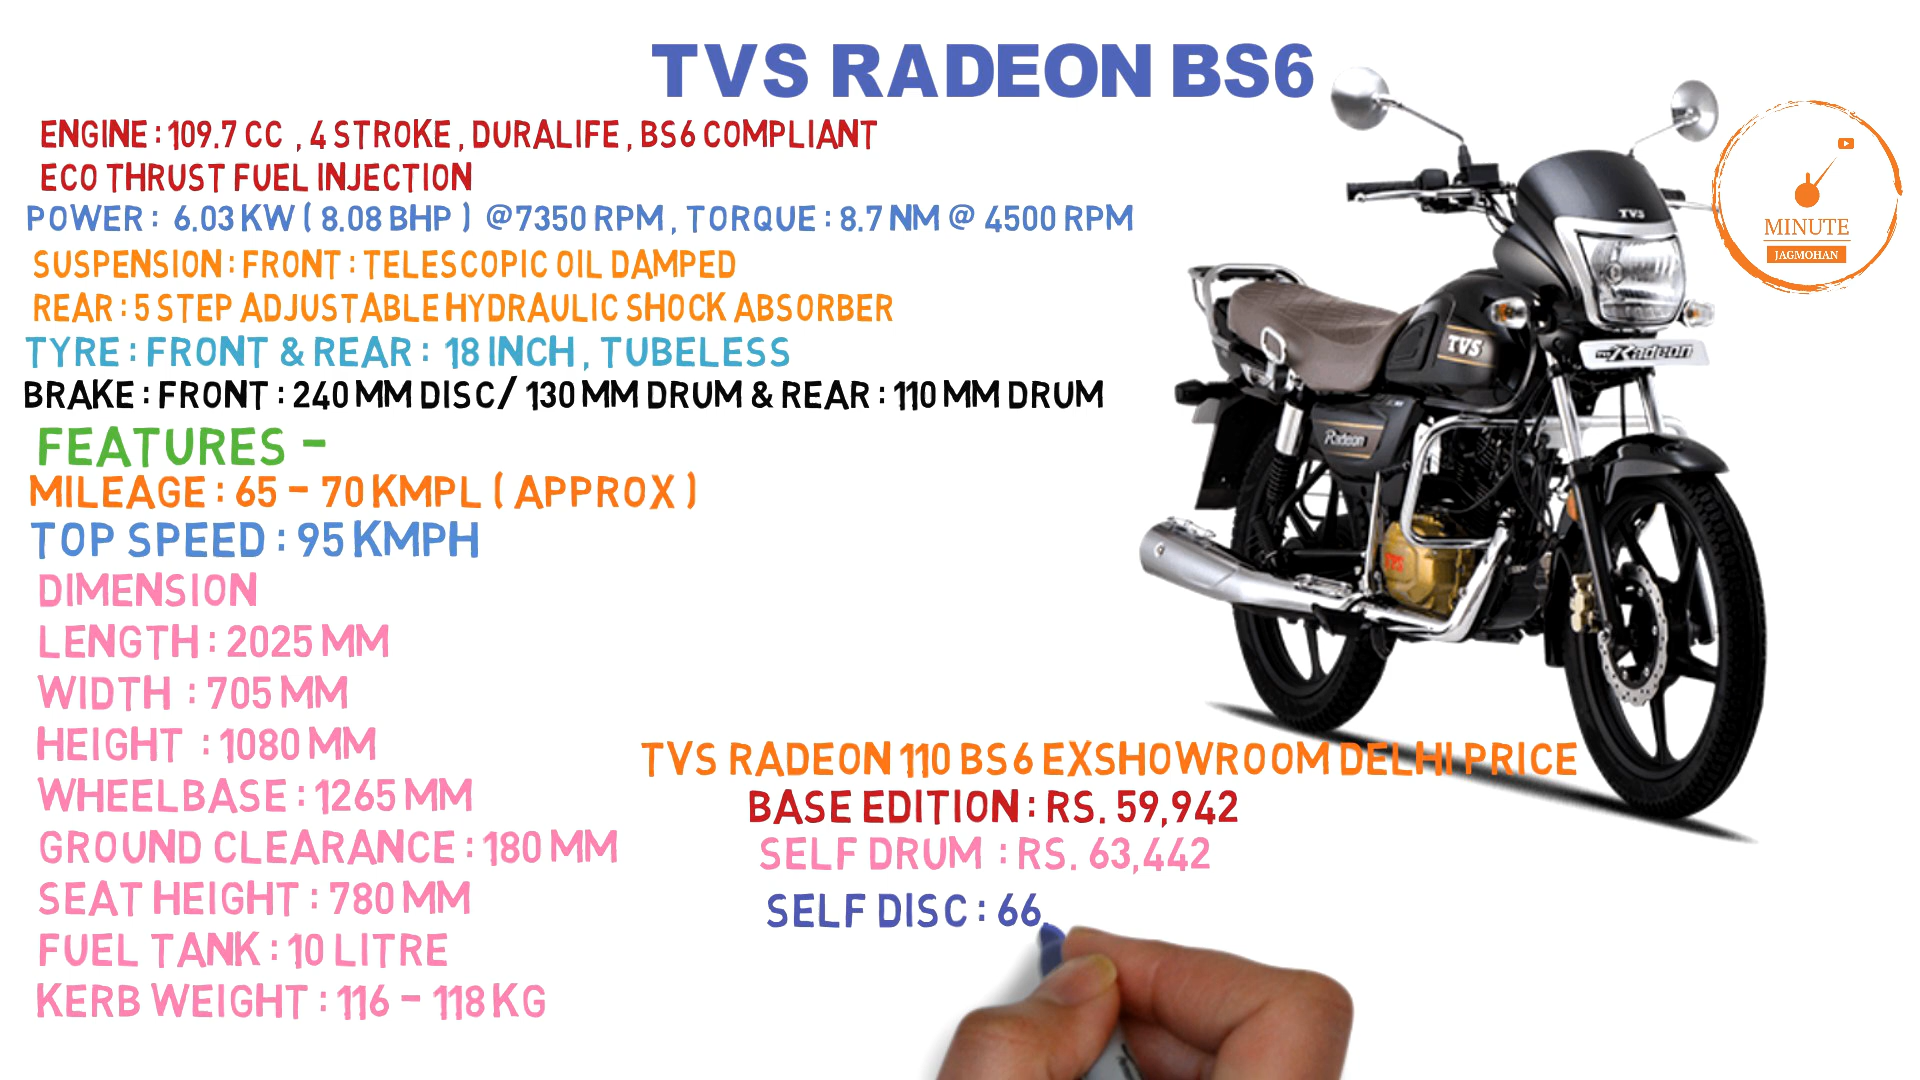 TVS RADEON BS6
ENGINE : 109.7 CC , 4 STROKE , DURALIFE , BS6 COMPLIANT
ECO THRUST FUEL INJECTION
POWER : 6.03 KW ( 8.08 BHP ) @7350 RPM , TORQUE : 8.7 NM @ 4500 RPM
SUSPENSION : FRONT : TELESCOPIC OIL DAMPED
REAR : 5 STEP ADJUSTABLE HYDRAULIC SHOCK ABSORBER
TYRE : FRONT & REAR : 18 INCH , TUBELESS
BRAKE : FRONT : 240 MM DISC/ 130 MM DRUM & REAR : 110 MM DRUM
FEATURES -
MILEAGE : 65 - 70 KMPL ( APPROX )
TOP SPEED : 95 KMPH
DIMENSION
LENGTH : 2025 MM
WIDTH : 705 MM
HEIGHT : 1080 MM
WHEELBASE : 1265 MM
GROUND CLEARANCE : 180 MM
SEAT HEIGHT : 780 MM
FUEL TANK : 10 LITRE
KERB WEIGHT : 116 - 118 KG
TVS RADEON 110 BS6 EXSHOWROOM DELHI PRICE
BASE EDITION : RS. 59,942
SELF DRUM : RS. 63,442
SELF DISC : 66,
MINUTE
JAGMOHAN
TVS
TVS Radeon
TVS
Radeon
TVS